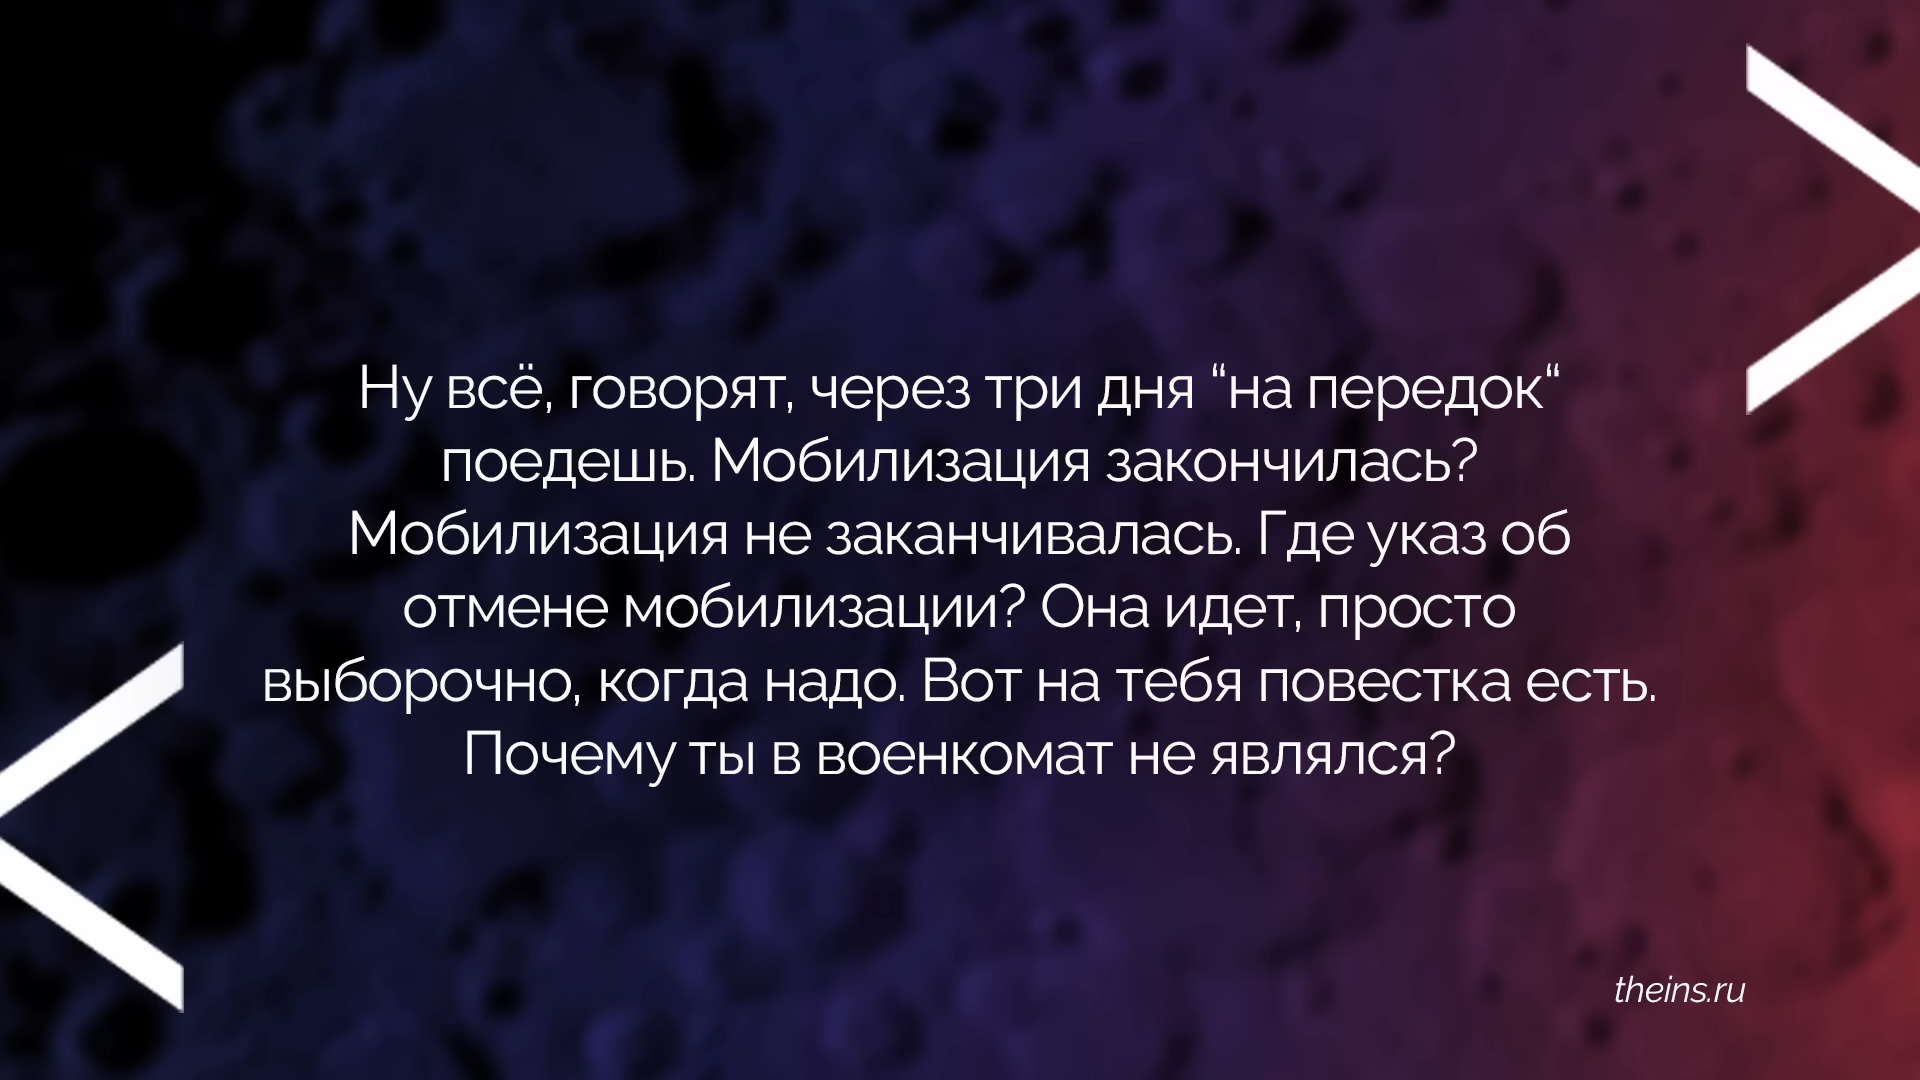 Ну всё, говорят, через три дня “на передок“
поедешь. Мобилизация закончилась?
Мобилизация не заканчивалась. Где указ об
отмене мобилизации? Она идет, просто
выборочно, когда надо. Вот на тебя повестка есть.
Почему ты в военкомат не являлся?
theins.ru